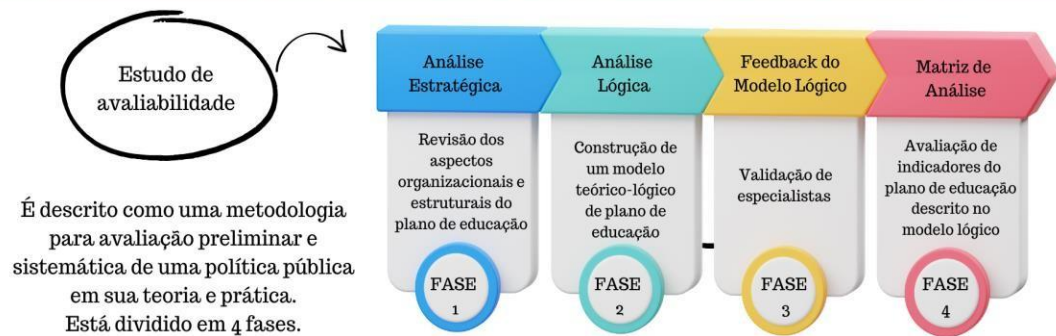 Estudo de
avaliabilidade
É descrito como uma metodologia
para avaliação preliminar e
sistemática de uma política pública
em sua teoria e prática.
Está dividido em 4 fases.
Análise
Estratégica
Revisão dos
aspectos
organizacionais e
estruturais do
plano de educação
FASE
1
Análise
Lógica
Construção de
um modelo
teórico-lógico
de plano de
educação
FASE
2
Feedback do
Modelo Lógico
Validação de
especialistas
FASE
3
Matriz de
Análise
Avaliação de
indicadores do
plano de educação
descrito no
modelo lógico
FASE
4